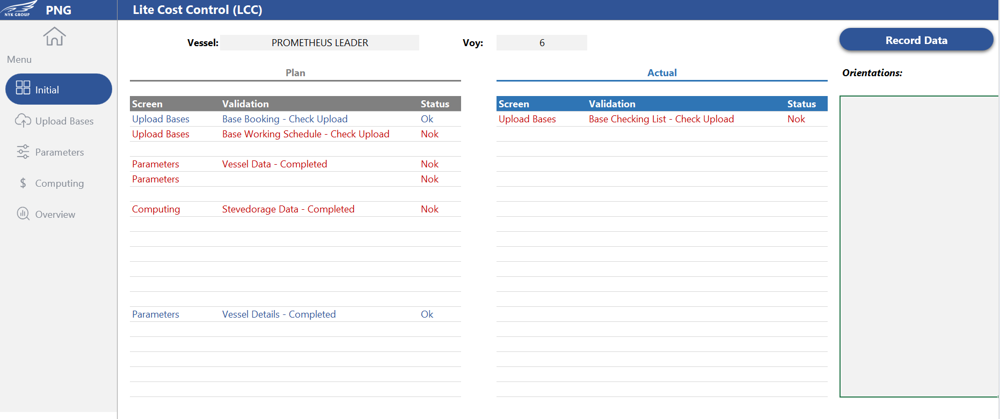 NYK GROUP
PNG
Lite Cost Control (LCC)
Menu
Initial
Upload Bases
Parameters
Computing
Overview
Vessel: PROMETHEUS LEADER Voy: 6
Record Data
Plan
Screen Validation Status
Upload Bases Base Booking - Check Upload Ok
Upload Bases Base Working Schedule - Check Upload Nok
Parameters Vessel Data - Completed Nok
Parameters Nok
Computing Stevedorage Data - Completed Nok
Parameters Vessel Details - Completed Ok
Actual
Screen Validation Status
Upload Bases Base Checking List - Check Upload Nok
Orientations: